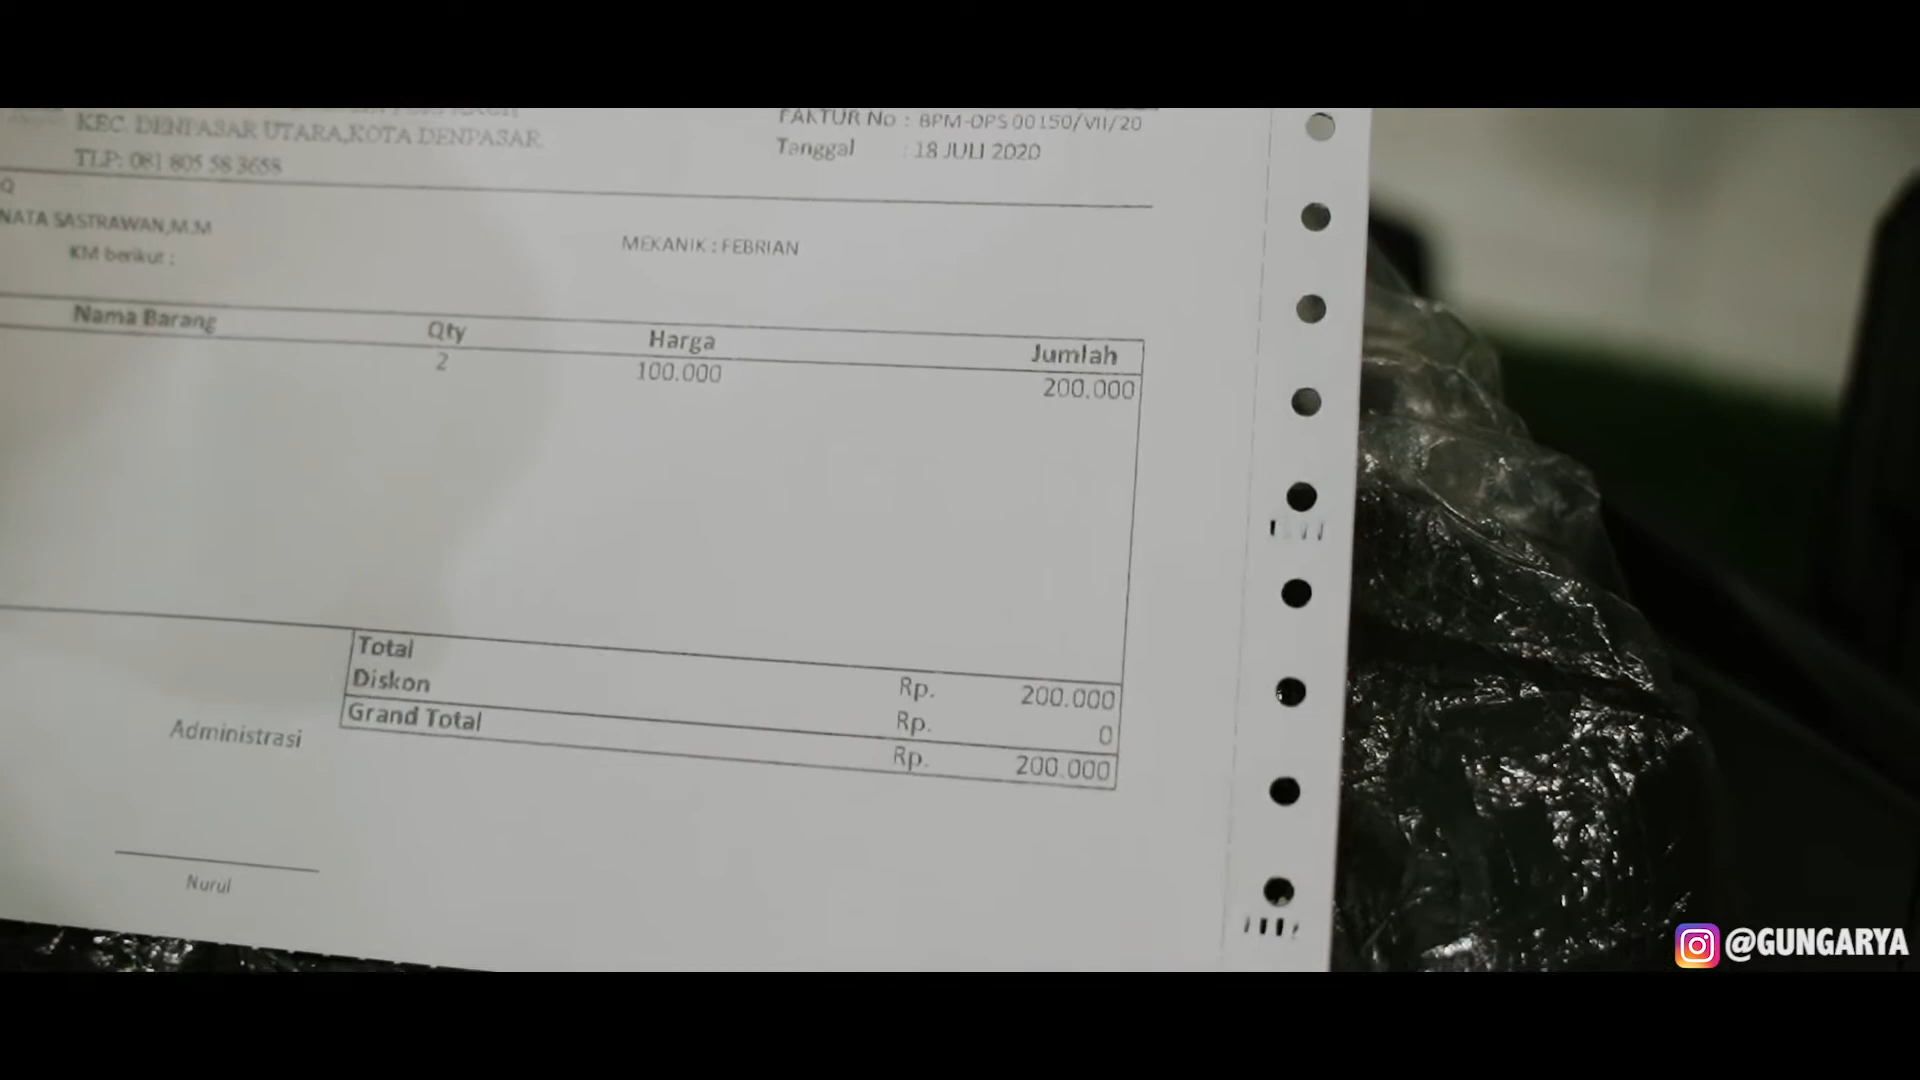 KEC. DENPASAR UTARA,KOTA DENPASAR.
TLP: 081 805 58 3658
FAKTUR No : BPM-DPS 00150/VII/20
Tanggal : 18 JULI 2020
Q
NATA SASTRAWAN,M.M
KM berikut :
MEKANIK : FEBRIAN
Nama Barang Qty Harga Jumlah
2 100.000 200.000
Total Rp. 200.000
Diskon Rp. 0
Grand Total Rp. 200.000
Administrasi
Nurul
@GUNGARYA